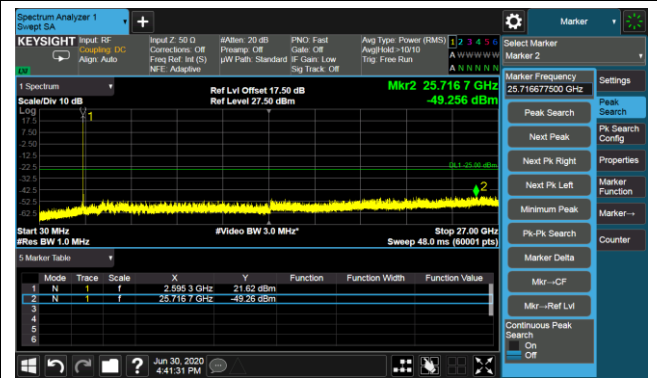 Spectrum Analyzer 1
Swept SA
Marker
KEYSIGHT
Input: RF
Coupling: DC
Align: Auto
Input Z: 50 Ω
Corrections: Off
Freq Ref: Int (S)
NFE: Adaptive
#Atten: 20 dB
Preamp: Off
µW Path: Standard
PNO: Fast
Gate: Off
IF Gain: Low
Sig Track: Off
Avg Type: Power (RMS)
Avg|Hold:>10/10
Trig: Free Run
1 2 3 4 5 6
A W W W W W
A N N N N N
Select Marker
Marker 2
LXI
1 Spectrum
Scale/Div 10 dB
Ref Lvl Offset 17.50 dB
Ref Level 27.50 dBm
Mkr2 25.716 7 GHz
-49.256 dBm
Log
17.5
7.50
-2.50
-12.5
-22.5
-32.5
-42.5
-52.5
-62.5
1
DL1 -25.00 dBm
2
Start 30 MHz
#Res BW 1.0 MHz
#Video BW 3.0 MHz*
Stop 27.00 GHz
Sweep 48.0 ms (60001 pts)
5 Marker Table
Mode Trace Scale X Y Function Function Width Function Value
1 N 1 f 2.595 3 GHz 21.62 dBm
2 N 1 f 25.716 7 GHz -49.26 dBm
3
4
5
6
Marker Frequency
25.716677500 GHz
Peak Search
Next Peak
Next Pk Right
Next Pk Left
Minimum Peak
Pk-Pk Search
Marker Delta
Mkr→CF
Mkr→Ref Lvl
Continuous Peak Search
On
Off
Settings
Peak Search
Pk Search Config
Properties
Marker Function
Marker→
Counter
?
Jun 30, 2020
4:41:31 PM